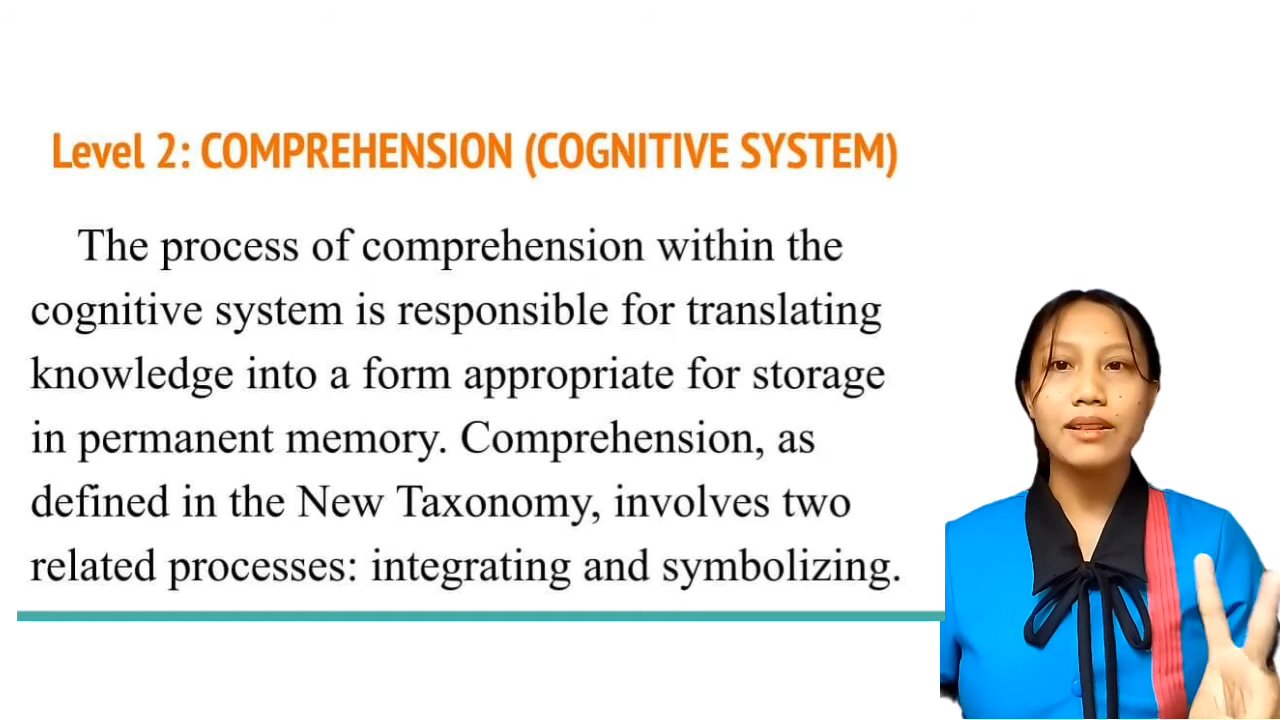 Level 2: COMPREHENSION (COGNITIVE SYSTEM)
The process of comprehension within the
cognitive system is responsible for translating
knowledge into a form appropriate for storage
in permanent memory. Comprehension, as
defined in the New Taxonomy, involves two
related processes: integrating and symbolizing.